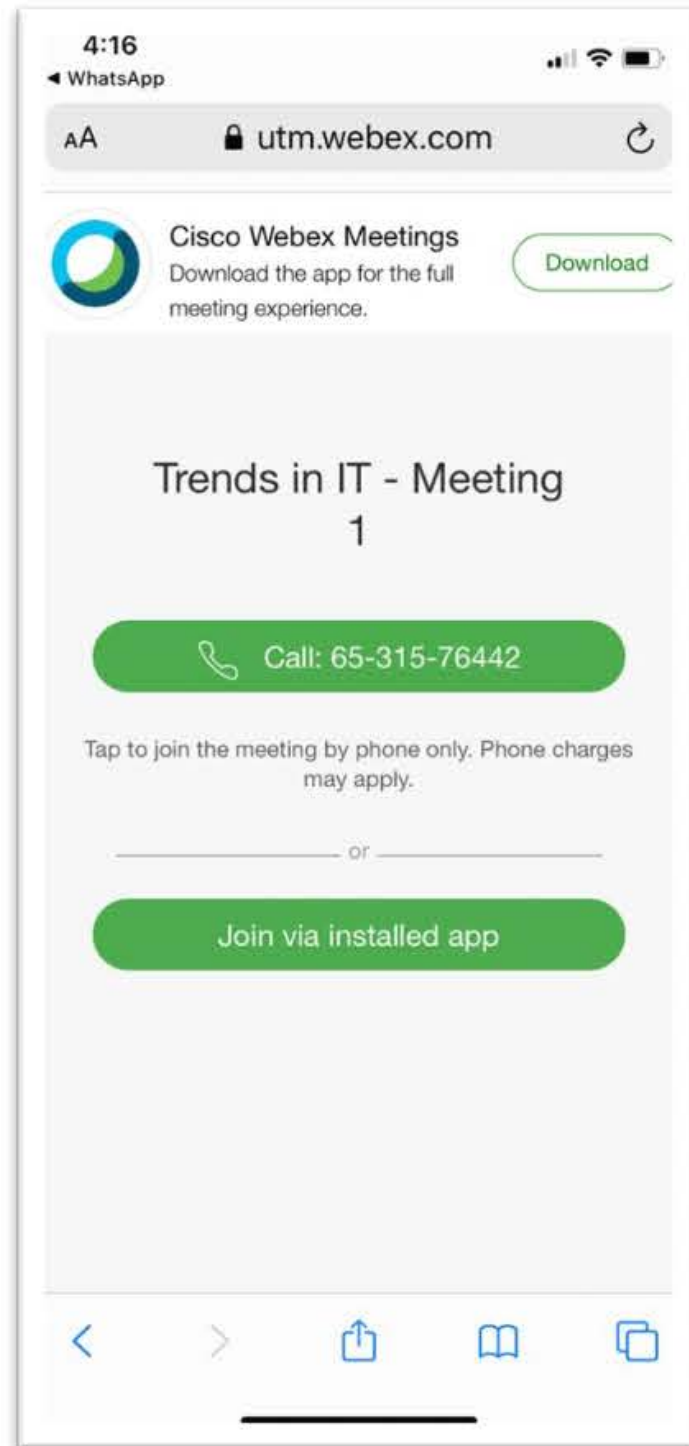 4:16
◀ WhatsApp
AA utm.webex.com
Cisco Webex Meetings
Download the app for the full
meeting experience.
Download
Trends in IT - Meeting
1
Call: 65-315-76442
Tap to join the meeting by phone only. Phone charges
may apply.
or
Join via installed app